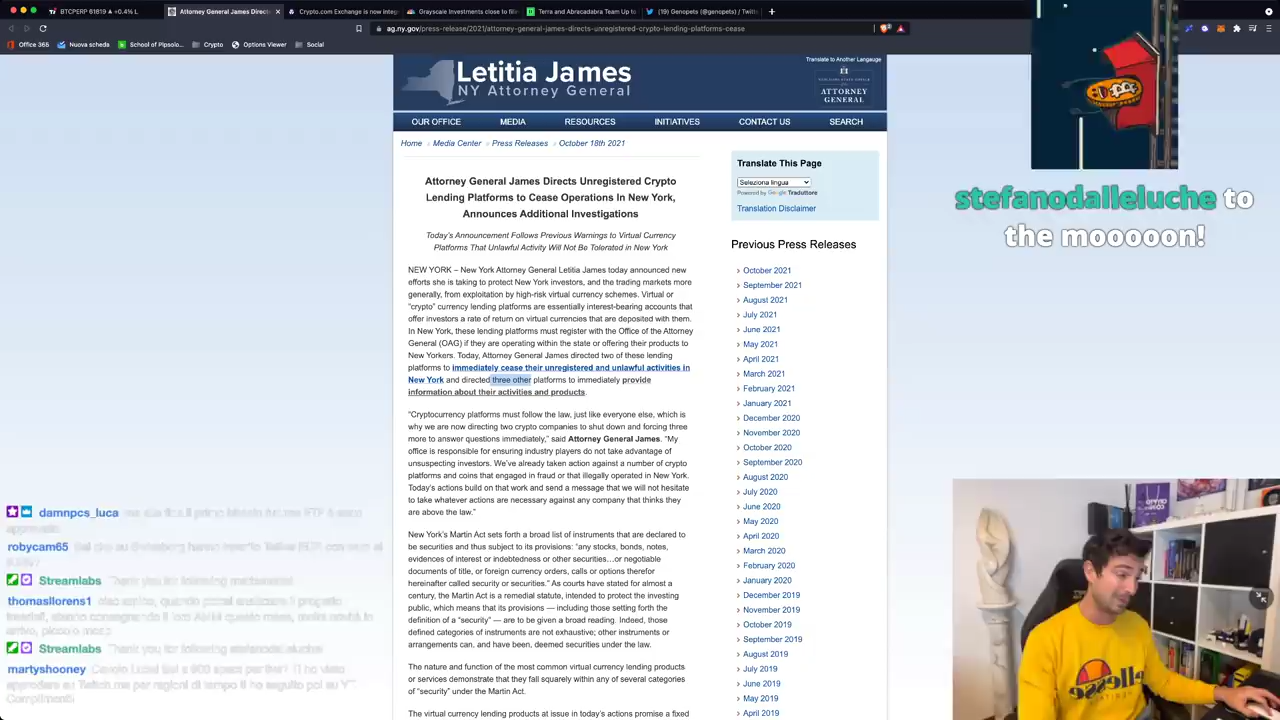 BTCPERP 61819 ▲ +0.4% L
Attorney General James Direct
Crypto.com Exchange is now integ
Grayscale Investments close to filin
Terra and Abracadabra Team Up to
(19) Genopets (@genopets) / Twitt
ag.ny.gov/press-release/2021/attorney-general-james-directs-unregistered-crypto-lending-platforms-cease
Office 365
Nuova scheda
School of Pipsolo...
Crypto
Options Viewer
Social
Translate to Another Langauge
Letitia James
NY Attorney General
ATTORNEY
GENERAL
OUR OFFICE
MEDIA
RESOURCES
INITIATIVES
CONTACT US
SEARCH
Home » Media Center » Press Releases » October 18th 2021
Attorney General James Directs Unregistered Crypto
Lending Platforms to Cease Operations In New York,
Announces Additional Investigations
Today's Announcement Follows Previous Warnings to Virtual Currency
Platforms That Unlawful Activity Will Not Be Tolerated in New York
NEW YORK – New York Attorney General Letitia James today announced new
efforts she is taking to protect New York investors, and the trading markets more
generally, from exploitation by high-risk virtual currency schemes. Virtual or
“crypto” currency lending platforms are essentially interest-bearing accounts that
offer investors a rate of return on virtual currencies that are deposited with them.
In New York, these lending platforms must register with the Office of the Attorney
General (OAG) if they are operating within the state or offering their products to
New Yorkers. Today, Attorney General James directed two of these lending
platforms to immediately cease their unregistered and unlawful activities in
New York and directed three other platforms to immediately provide
information about their activities and products.
“Cryptocurrency platforms must follow the law, just like everyone else, which is
why we are now directing two crypto companies to shut down and forcing three
more to answer questions immediately,” said Attorney General James. “My
office is responsible for ensuring industry players do not take advantage of
unsuspecting investors. We've already taken action against a number of crypto
platforms and coins that engaged in fraud or that illegally operated in New York.
Today's actions build on that work and send a message that we will not hesitate
to take whatever actions are necessary against any company that thinks they
are above the law.”
New York's Martin Act sets forth a broad list of instruments that are declared to
be securities and thus subject to its provisions: “any stocks, bonds, notes,
evidences of interest or indebtedness or other securities…or negotiable
documents of title, or foreign currency orders, calls or options therefor
hereinafter called security or securities.” As courts have stated for almost a
century, the Martin Act is a remedial statute, intended to protect the investing
public, which means that its provisions — including those setting forth the
definition of a “security” — are to be given a broad reading. Indeed, those
defined categories of instruments are not exhaustive; other instruments or
arrangements can, and have been, deemed securities under the law.
The nature and function of the most common virtual currency lending products
or services demonstrate that they fall squarely within any of several categories
of “security” under the Martin Act.
The virtual currency lending products at issue in today's actions promise a fixed
Translate This Page
Seleziona lingua
Powered by Google Traduttore
Translation Disclaimer
Previous Press Releases
October 2021
September 2021
August 2021
July 2021
June 2021
May 2021
April 2021
March 2021
February 2021
January 2021
December 2020
November 2020
October 2020
September 2020
August 2020
July 2020
June 2020
May 2020
April 2020
March 2020
February 2020
January 2020
December 2019
November 2019
October 2019
September 2019
August 2019
July 2019
June 2019
May 2019
April 2019
stefanodalleluche to
the mooooon!
damnpcs_luca
robycam65
Streamlabs Thank you for following
thomasllorens1
Streamlabs Thank you for following
martyshooney
Complimenti
ellesse